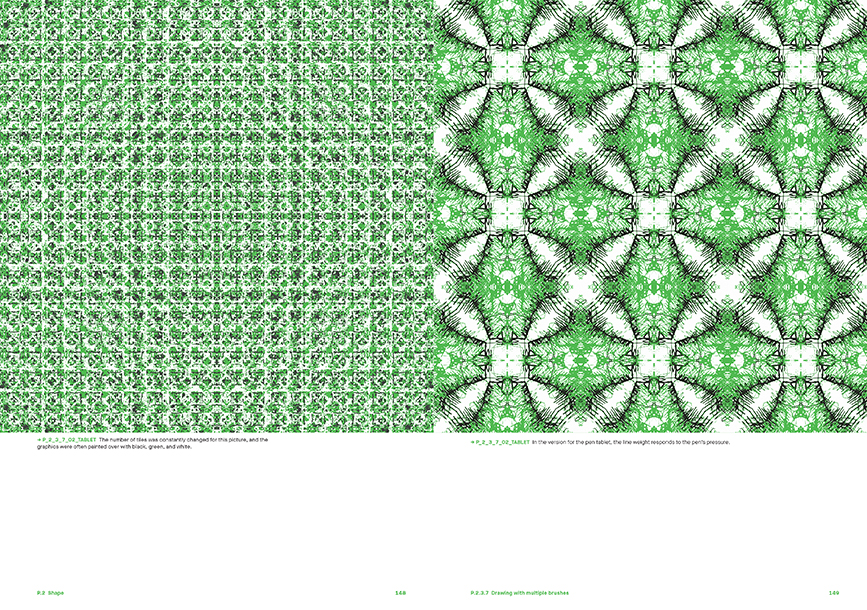 → P_2_3_7_02_TABLET The number of tiles was constantly changed for this picture, and the
graphics were often painted over with black, green, and white.
→ P_2_3_7_02_TABLET In the version for the pen tablet, the line weight responds to the pen's pressure.
P.2 Shape
148
P.2.3.7 Drawing with multiple brushes
149